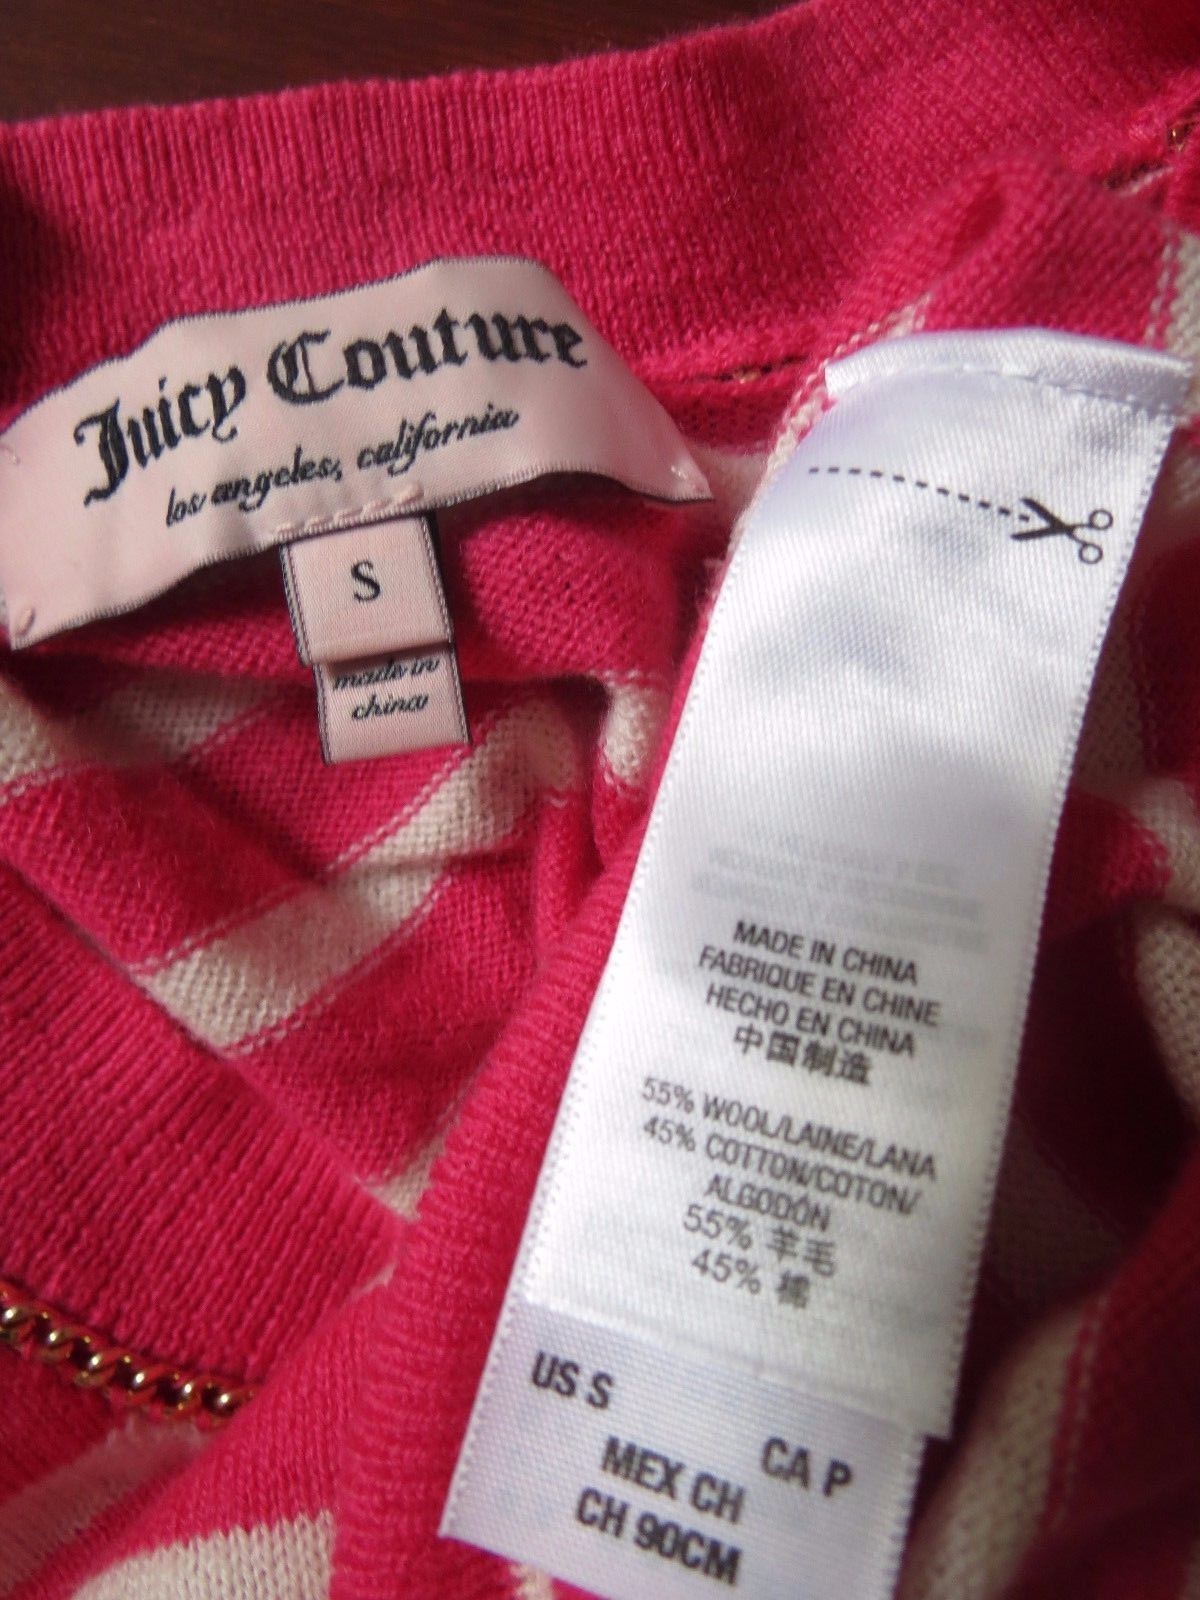 Juicy Couture
los angeles, california
S
made in
china
MADE IN CHINA
FABRIQUE EN CHINE
HECHO EN CHINA
中国制造
55% WOOL/LAINE/LANA
45% COTTON/COTON/
ALGODÓN
55% 羊毛
45% 棉
US S
CA P
MEX CH
CH 90CM